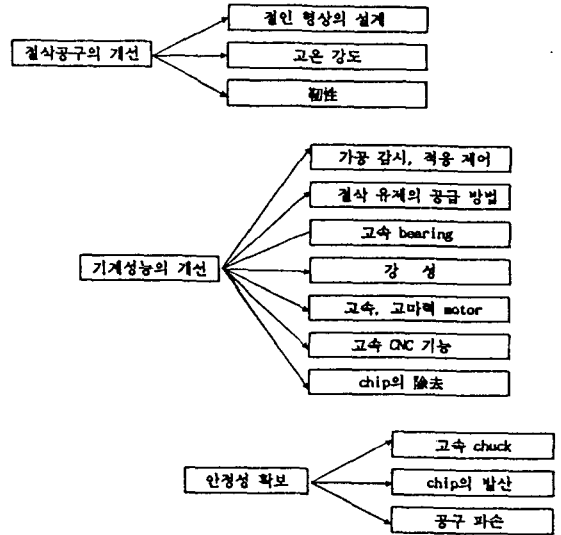 절인 형상의 설계
절삭공구의 개선
고온 강도
靭性
가공 감시, 적응 제어
절삭 유제의 공급 방법
고속 bearing
기계성능의 개선
강 성
고속, 고마력 motor
고속 CNC 기능
chip의 除去
고속 chuck
안정성 확보
chip의 발산
공구 파손